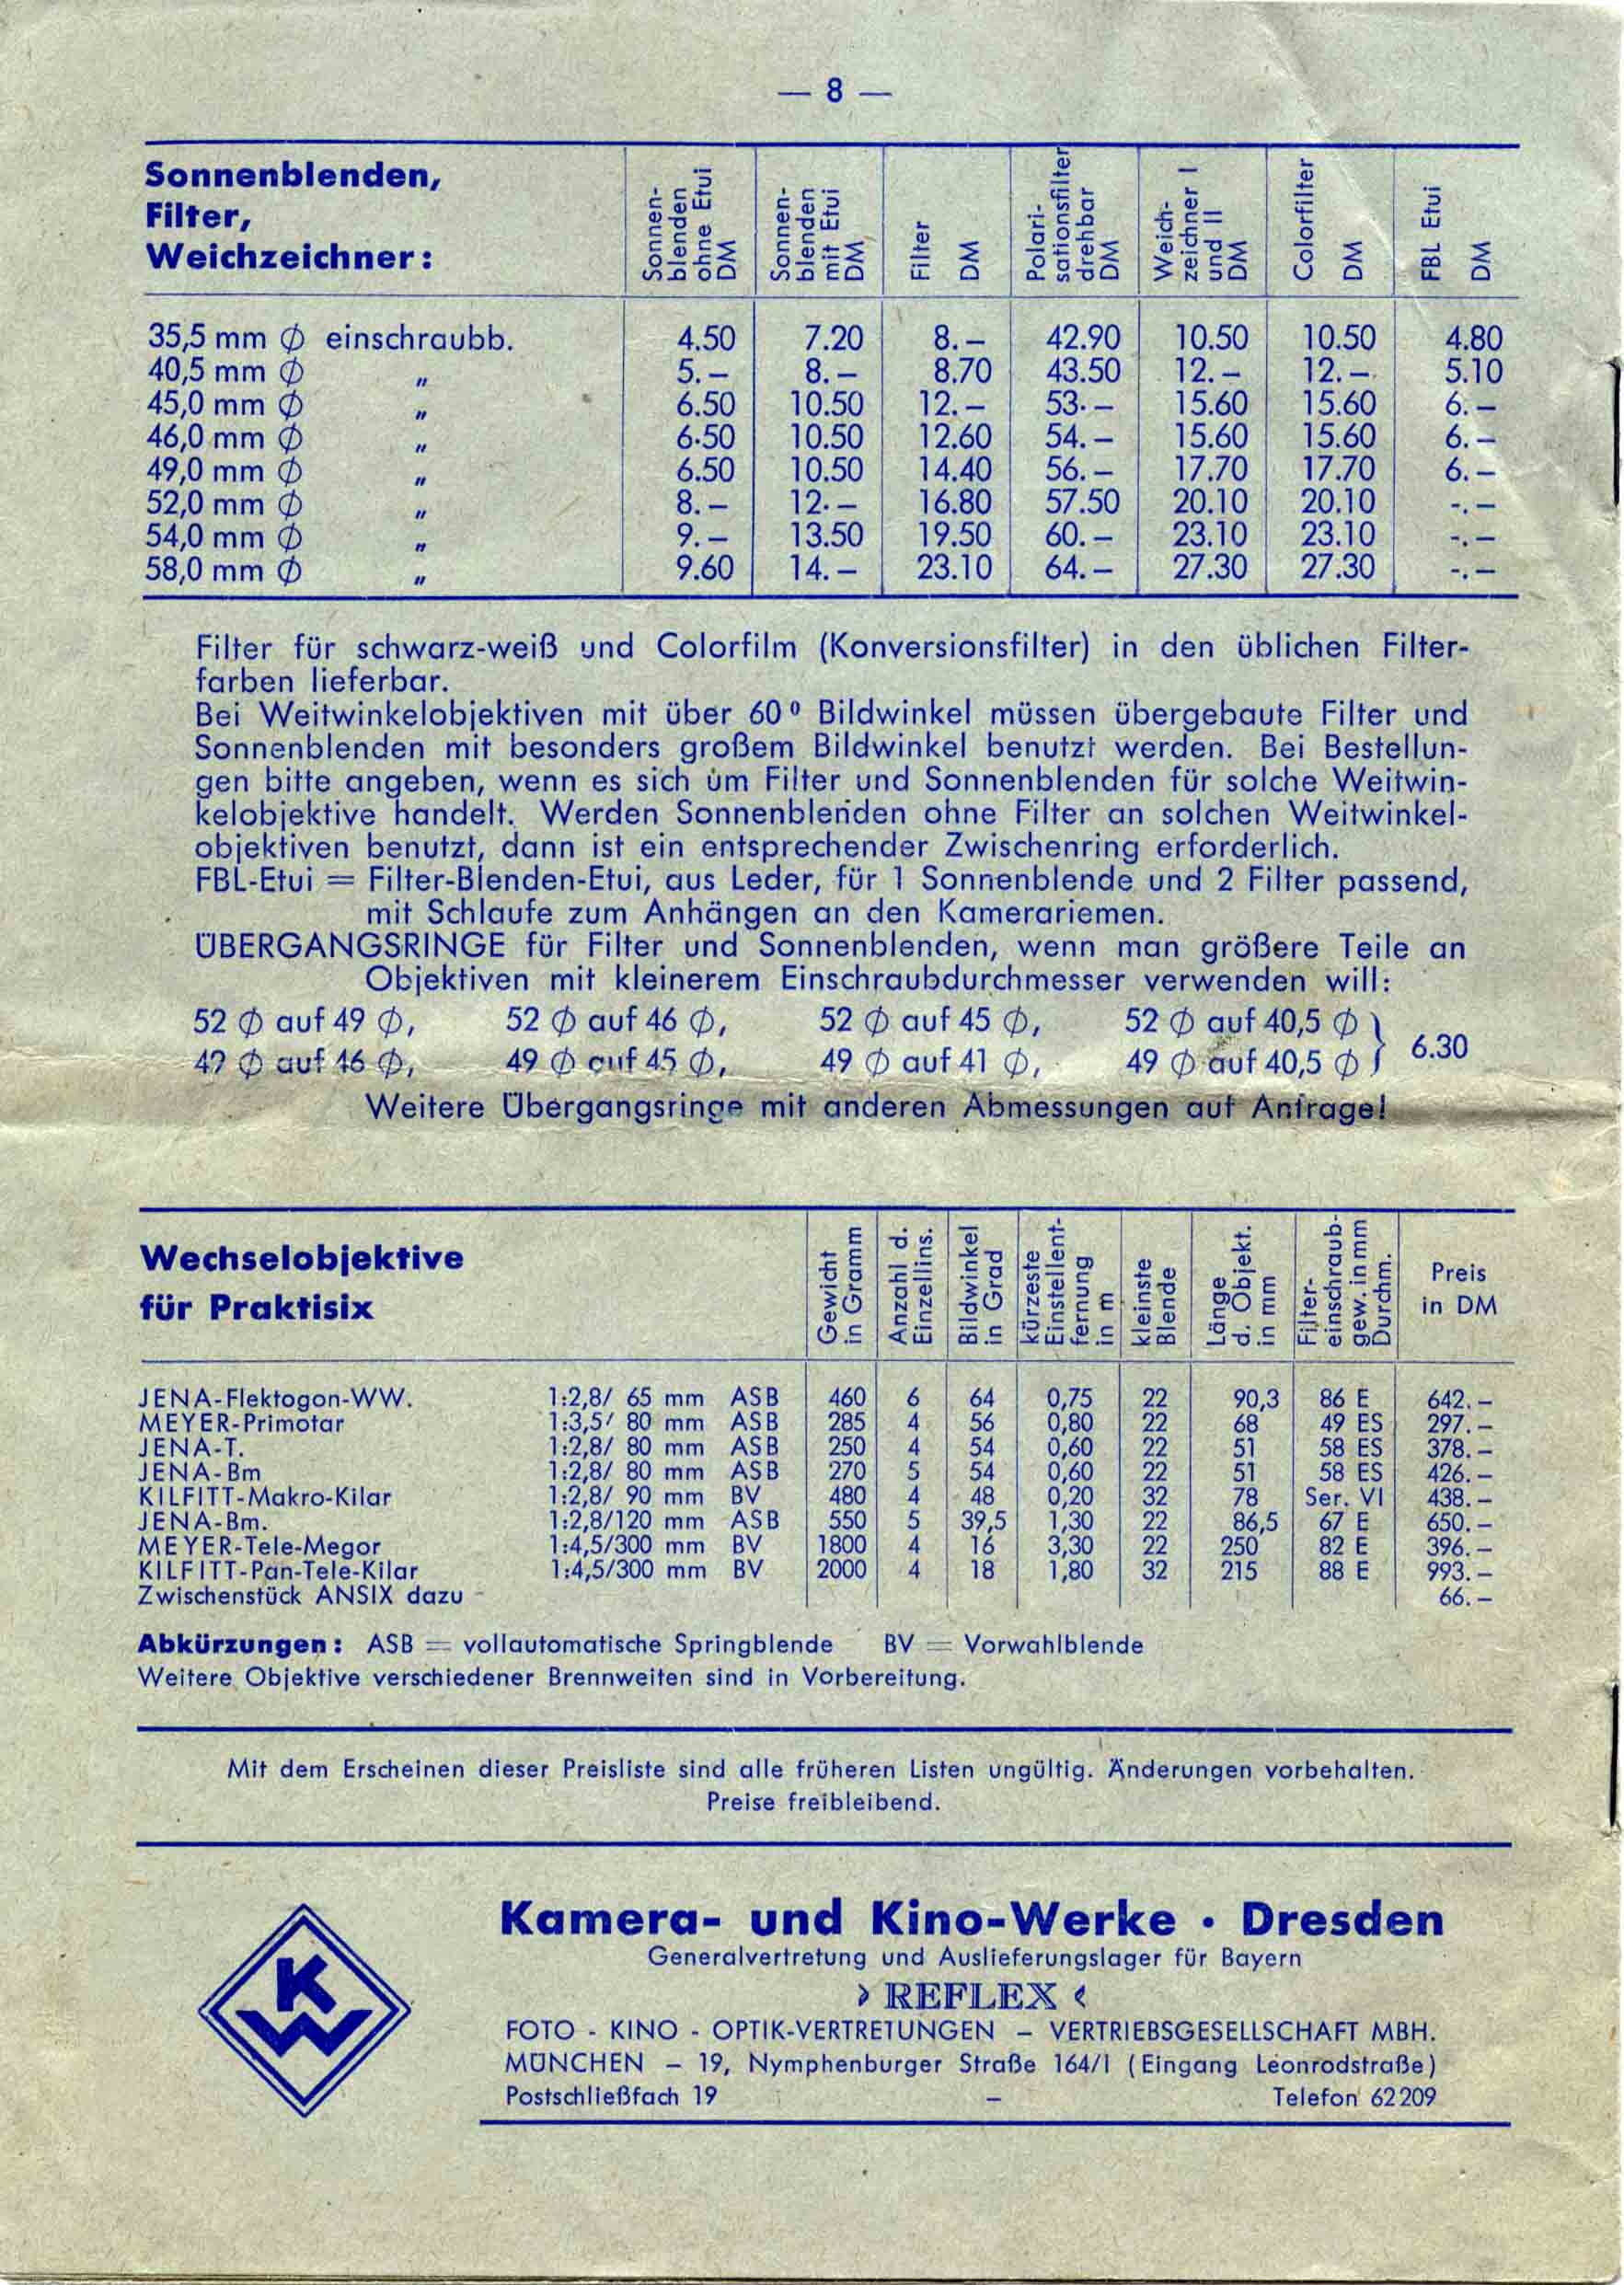 — 8 —
Sonnenblenden,
Filter,
Weichzeichner:
Sonnen-
blenden
ohne Etui
DM
Sonnen-
blenden
mit Etui
DM
Filter
DM
Polari-
sationsfilter
drehbar
DM
Weich-
zeichner I
und II
DM
Colorfilter
DM
FBL Etui
DM
35,5 mm ⌀ einschraubb. 4.50 7.20 8.– 42.90 10.50 10.50 4.80
40,5 mm ⌀ „ 5.– 8.– 8.70 43.50 12.– 12.– 5.10
45,0 mm ⌀ „ 6.50 10.50 12.– 53.– 15.60 15.60 6.–
46,0 mm ⌀ „ 6.50 10.50 12.60 54.– 15.60 15.60 6.–
49,0 mm ⌀ „ 6.50 10.50 14.40 56.– 17.70 17.70 6.–
52,0 mm ⌀ „ 8.– 12.– 16.80 57.50 20.10 20.10 -.–
54,0 mm ⌀ „ 9.– 13.50 19.50 60.– 23.10 23.10 -.–
58,0 mm ⌀ „ 9.60 14.– 23.10 64.– 27.30 27.30 -.–
Filter für schwarz-weiß und Colorfilm (Konversionsfilter) in den üblichen Filter-
farben lieferbar.
Bei Weitwinkelobjektiven mit über 60° Bildwinkel müssen übergebaute Filter und
Sonnenblenden mit besonders großem Bildwinkel benutzt werden. Bei Bestellun-
gen bitte angeben, wenn es sich um Filter und Sonnenblenden für solche Weitwin-
kelobjektive handelt. Werden Sonnenblenden ohne Filter an solchen Weitwinkel-
objektiven benutzt, dann ist ein entsprechender Zwischenring erforderlich.
FBL-Etui = Filter-Blenden-Etui, aus Leder, für 1 Sonnenblende und 2 Filter passend,
mit Schlaufe zum Anhängen an den Kamerariemen.
ÜBERGANGSRINGE für Filter und Sonnenblenden, wenn man größere Teile an
Objektiven mit kleinerem Einschraubdurchmesser verwenden will:
52 ⌀ auf 49 ⌀, 52 ⌀ auf 46 ⌀, 52 ⌀ auf 45 ⌀, 52 ⌀ auf 40,5 ⌀
49 ⌀ auf 46 ⌀, 49 ⌀ auf 45 ⌀, 49 ⌀ auf 41 ⌀, 49 ⌀ auf 40,5 ⌀ } 6.30
Weitere Übergangsringe mit anderen Abmessungen auf Anfrage!
Wechselobjektive
für Praktisix
Gewicht
in Gramm
Anzahl d.
Einzellins.
Bildwinkel
in Grad
kürzeste
Einstellent-
fernung
in m
kleinste
Blende
Länge
d. Objekt.
in mm
Filter-
einschraub-
gew. in mm
Durchm.
Preis
in DM
JENA-Flektogon-WW. 1:2,8/ 65 mm ASB 460 6 64 0,75 22 90,3 86 E 642.–
MEYER-Primotar 1:3,5/ 80 mm ASB 285 4 56 0,80 22 68 49 ES 297.–
JENA-T. 1:2,8/ 80 mm ASB 250 4 54 0,60 22 51 58 ES 378.–
JENA-Bm 1:2,8/ 80 mm ASB 270 5 54 0,60 22 51 58 ES 426.–
KILFITT-Makro-Kilar 1:2,8/ 90 mm BV 480 4 48 0,20 32 78 Ser. VI 438.–
JENA-Bm. 1:2,8/120 mm ASB 550 5 39,5 1,30 22 86,5 67 E 650.–
MEYER-Tele-Megor 1:4,5/300 mm BV 1800 4 16 3,30 22 250 82 E 396.–
KILFITT-Pan-Tele-Kilar 1:4,5/300 mm BV 2000 4 18 1,80 32 215 88 E 993.–
Zwischenstück ANSIX dazu 66.–
Abkürzungen: ASB = vollautomatische Springblende BV = Vorwahlblende
Weitere Objektive verschiedener Brennweiten sind in Vorbereitung.
Mit dem Erscheinen dieser Preisliste sind alle früheren Listen ungültig. Änderungen vorbehalten.
Preise freibleibend.
KW
Kamera- und Kino-Werke • Dresden
Generalvertretung und Auslieferungslager für Bayern
› REFLEX ‹
FOTO - KINO - OPTIK-VERTRETUNGEN – VERTRIEBSGESELLSCHAFT MBH.
MÜNCHEN – 19, Nymphenburger Straße 164/I (Eingang Leonrodstraße)
Postschließfach 19 – Telefon 62209